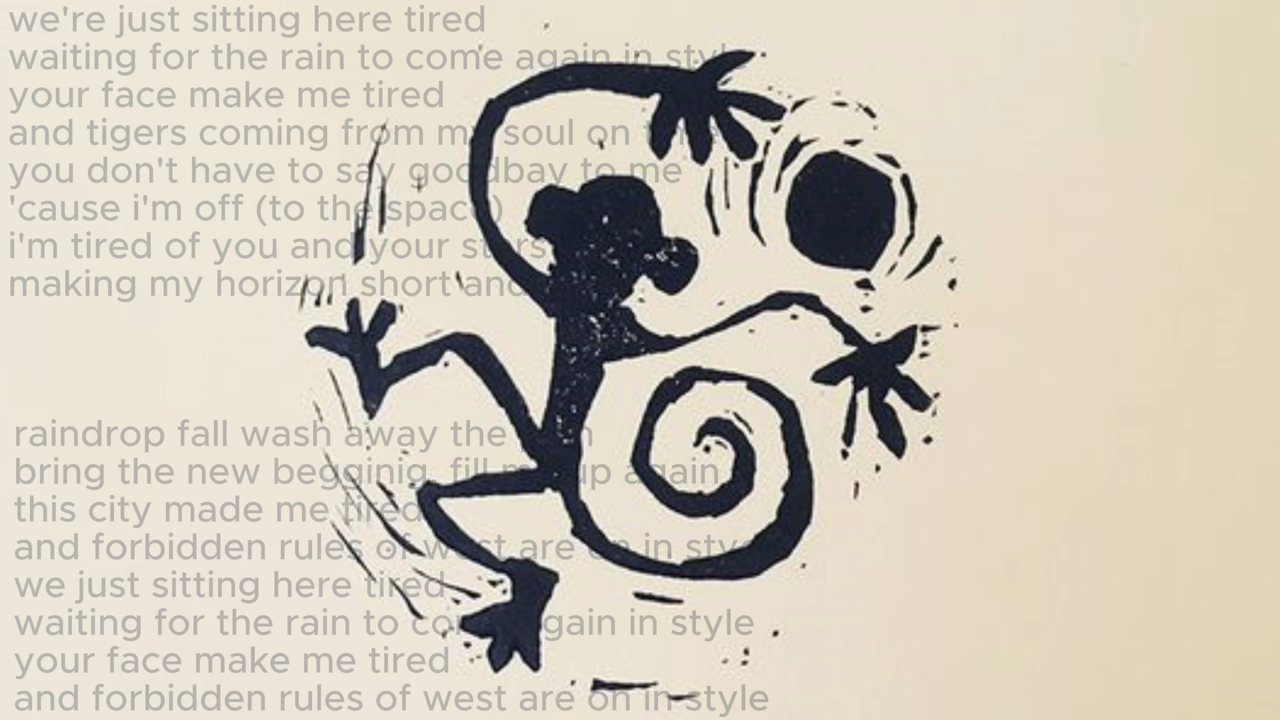 we're just sitting here tired
waiting for the rain to come again in style
your face make me tired
and tigers coming from my soul on
you don't have to say goodbay to me
'cause i'm off (to the space)
i'm tired of you and your stars
making my horizon short and
raindrop fall wash away the
bring the new begginig, fill me up again
this city made me tired
and forbidden rules of west are on in style
we just sitting here tired
waiting for the rain to come again in style
your face make me tired
and forbidden rules of west are on in style